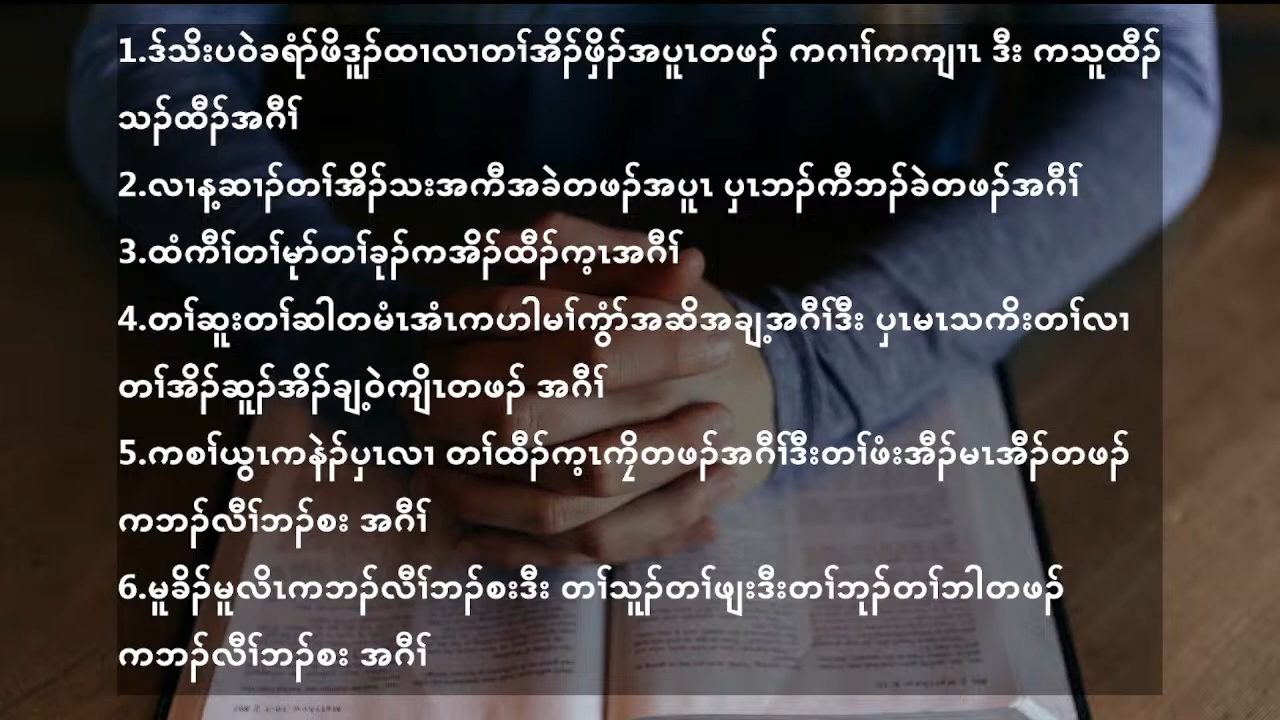 1.ဒ်သိးပဝဲခရံာ်ဖိဒူၣ်ထၢလၢတၢ်အိၣ်ဖှိၣ်အပူၤတဖၣ် ကဂၢၢ်ကကျၢၤ ဒီး ကသူထီၣ်
သၣ်ထီၣ်အဂီၢ်
2.လၢန့ဆၢၣ်တၢ်အိၣ်သးအကီအခဲတဖၣ်အပူၤ ပှၤဘၣ်ကီဘၣ်ခဲတဖၣ်အဂီၢ်
3.ထံကီၢ်တၢ်မုာ်တၢ်ခုၣ်ကအိၣ်ထီၣ်က့ၤအဂီၢ်
4.တၢ်ဆူးတၢ်ဆါတမံၤအံၤကဟါမၢ်ကွံာ်အဆိအချ့အဂီၢ်ဒီး ပှၤမၤသကိးတၢ်လၢ
တၢ်အိၣ်ဆူၣ်အိၣ်ချ့ဝဲကျိၤတဖၣ် အဂီၢ်
5.ကစၢ်ယွၤကနဲၣ်ပှၤလၢ တၢ်ထီၣ်က့ၤကၠိတဖၣ်အဂီၢ်ဒီးတၢ်ဖံးအီၣ်မၤအီၣ်တဖၣ်
ကဘၣ်လီၢ်ဘၣ်စး အဂီၢ်
6.မူခိၣ်မူလိၤကဘၣ်လီၢ်ဘၣ်စးဒီး တၢ်သူၣ်တၢ်ဖျးဒီးတၢ်ဘုၣ်တၢ်ဘါတဖၣ်
ကဘၣ်လီၢ်ဘၣ်စး အဂီၢ်